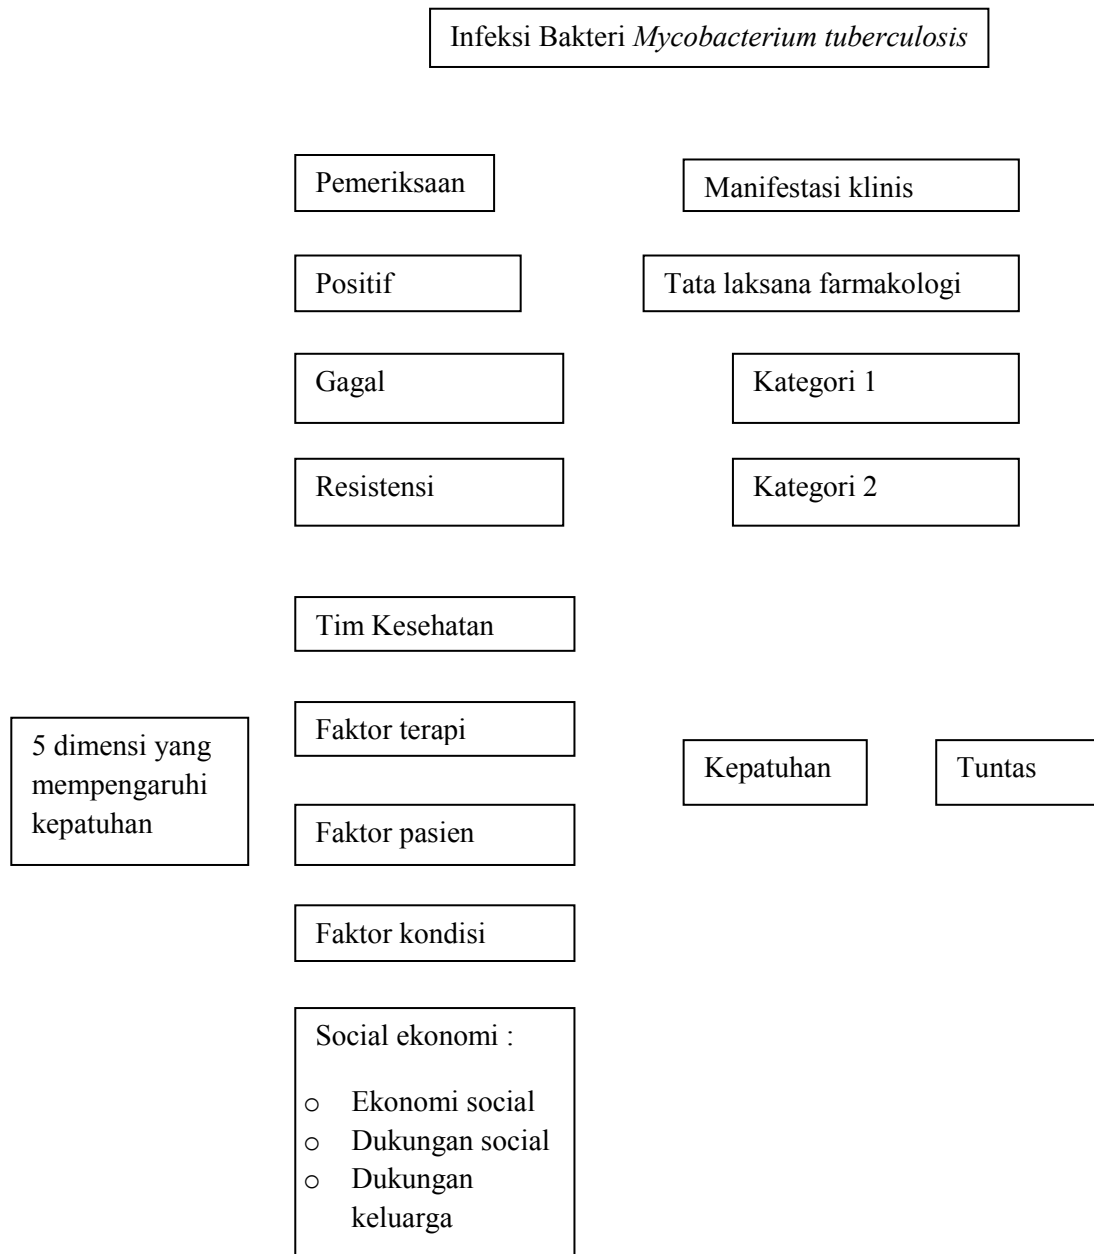 Infeksi Bakteri Mycobacterium tuberculosis
Pemeriksaan
Manifestasi klinis
Positif
Tata laksana farmakologi
Gagal
Kategori 1
Resistensi
Kategori 2
Tim Kesehatan
5 dimensi yang
mempengaruhi
kepatuhan
Faktor terapi
Faktor pasien
Faktor kondisi
Kepatuhan
Tuntas
Social ekonomi :
o Ekonomi social
o Dukungan social
o Dukungan
keluarga